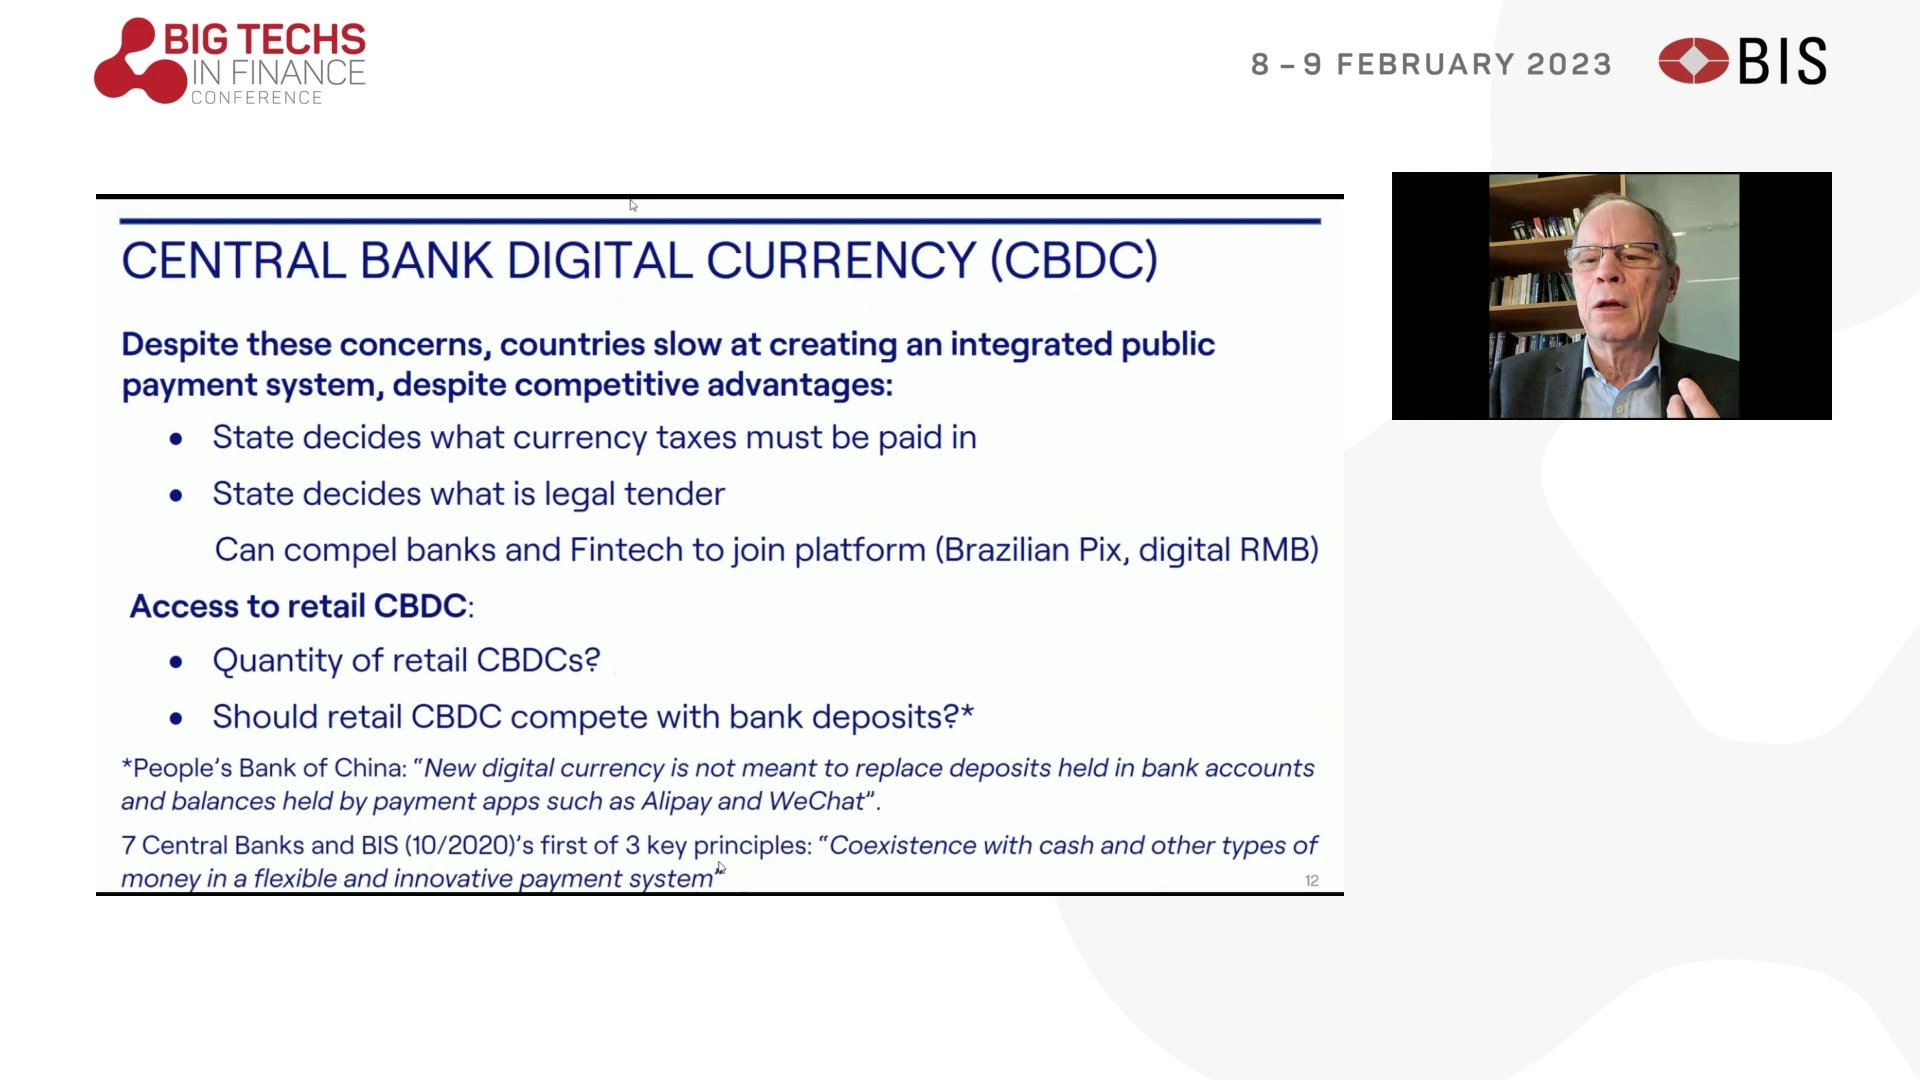 BIG TECHS
IN FINANCE
CONFERENCE
8 – 9 FEBRUARY 2023
BIS
CENTRAL BANK DIGITAL CURRENCY (CBDC)
Despite these concerns, countries slow at creating an integrated public
payment system, despite competitive advantages:
• State decides what currency taxes must be paid in
• State decides what is legal tender
Can compel banks and Fintech to join platform (Brazilian Pix, digital RMB)
Access to retail CBDC:
• Quantity of retail CBDCs?
• Should retail CBDC compete with bank deposits?*
*People's Bank of China: “New digital currency is not meant to replace deposits held in bank accounts
and balances held by payment apps such as Alipay and WeChat”.
7 Central Banks and BIS (10/2020)'s first of 3 key principles: “Coexistence with cash and other types of
money in a flexible and innovative payment system”
12